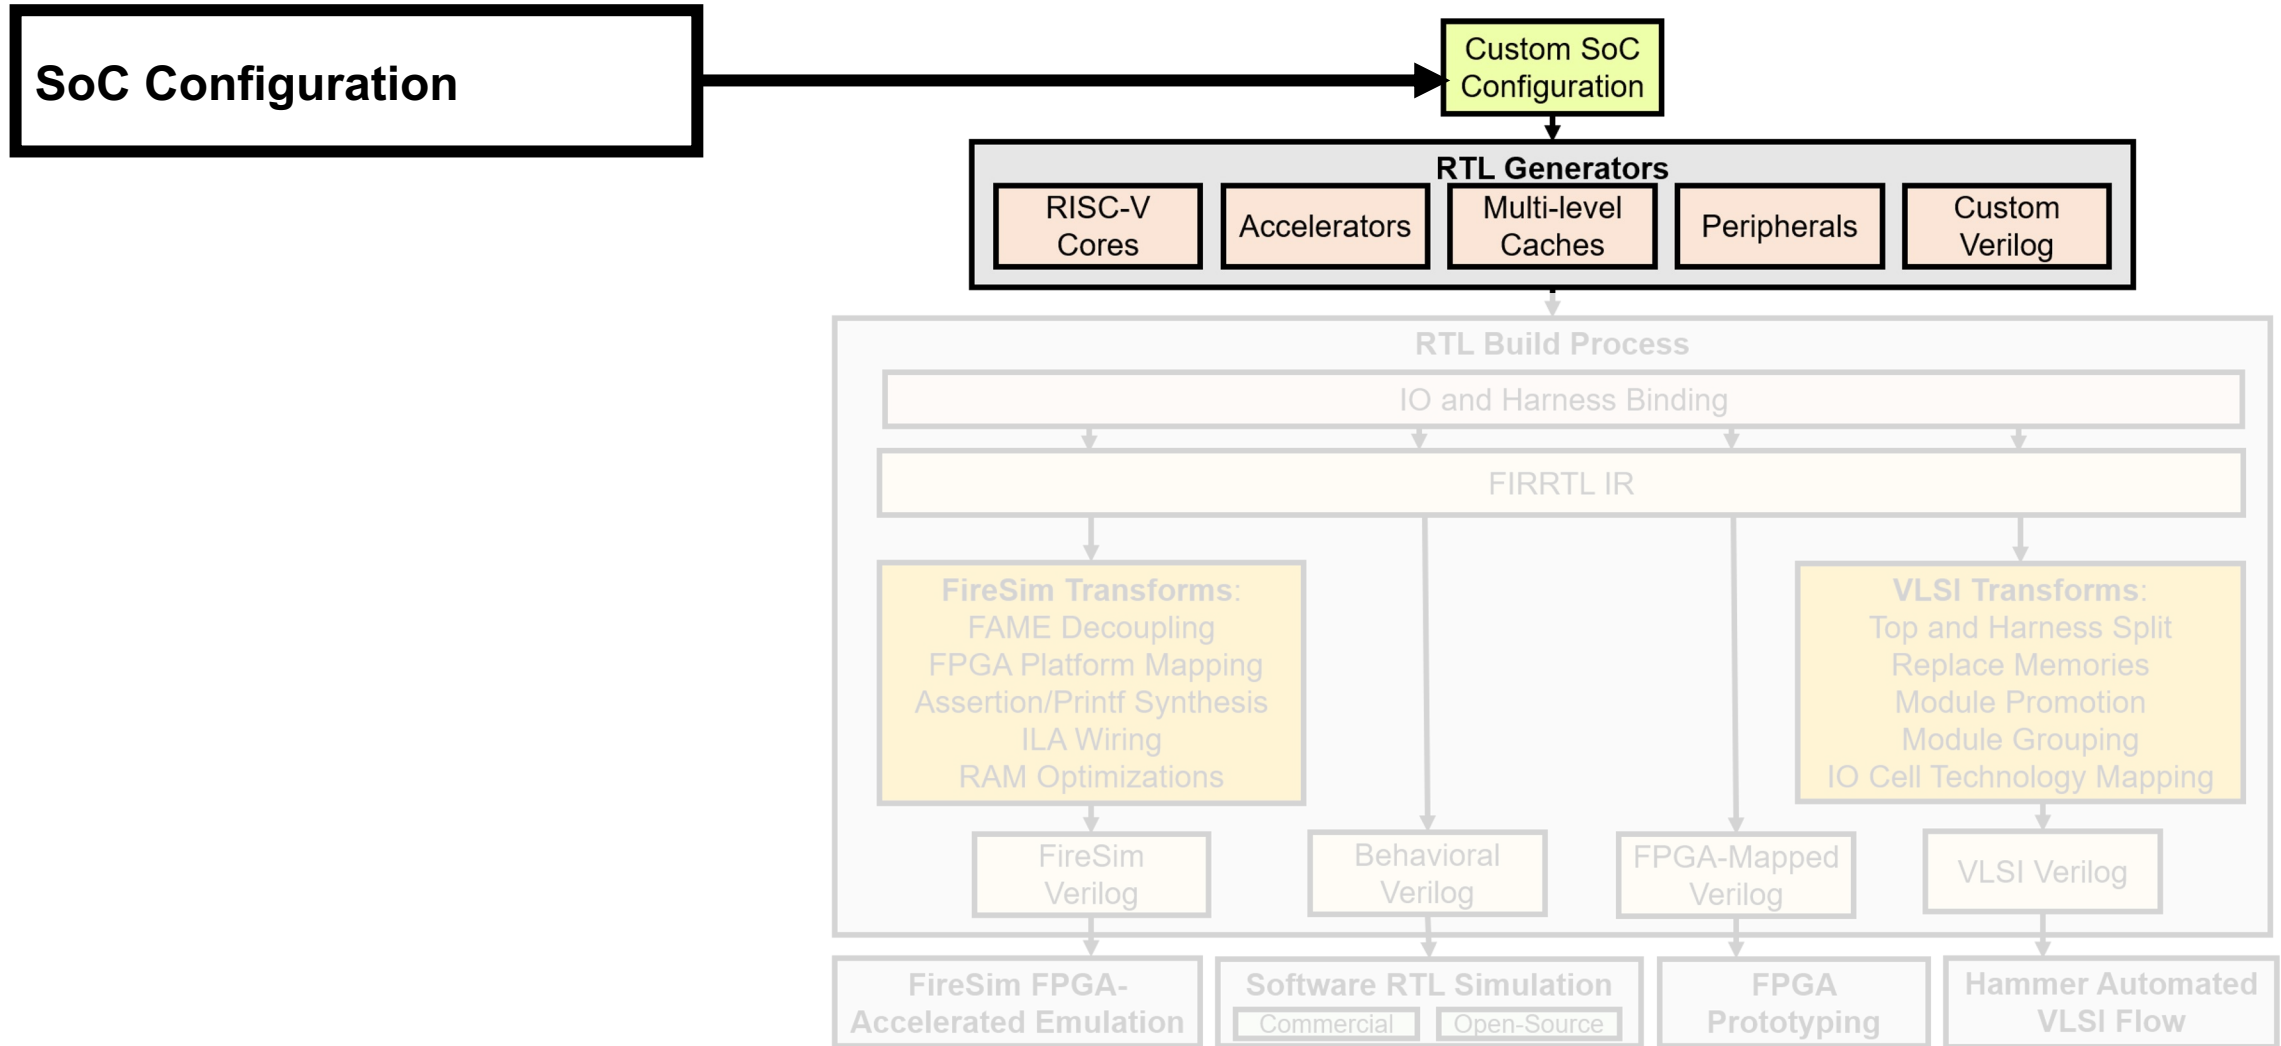 SoC Configuration
Custom SoC
Configuration
RTL Generators
RISC-V
Cores
Accelerators
Multi-level
Caches
Peripherals
Custom
Verilog
RTL Build Process
IO and Harness Binding
FIRRTL IR
FireSim Transforms:
FAME Decoupling
FPGA Platform Mapping
Assertion/Printf Synthesis
ILA Wiring
RAM Optimizations
VLSI Transforms:
Top and Harness Split
Replace Memories
Module Promotion
Module Grouping
IO Cell Technology Mapping
FireSim
Verilog
Behavioral
Verilog
FPGA-Mapped
Verilog
VLSI Verilog
FireSim FPGA-
Accelerated Emulation
Software RTL Simulation
Commercial
Open-Source
FPGA
Prototyping
Hammer Automated
VLSI Flow